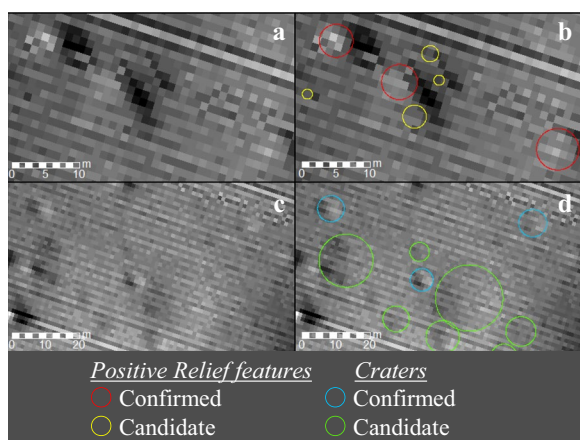 a
b
0 5 10 m
0 5 10 m
c
d
0 10 20 m
0 10 20 m
Positive Relief features Craters
Confirmed Confirmed
Candidate Candidate